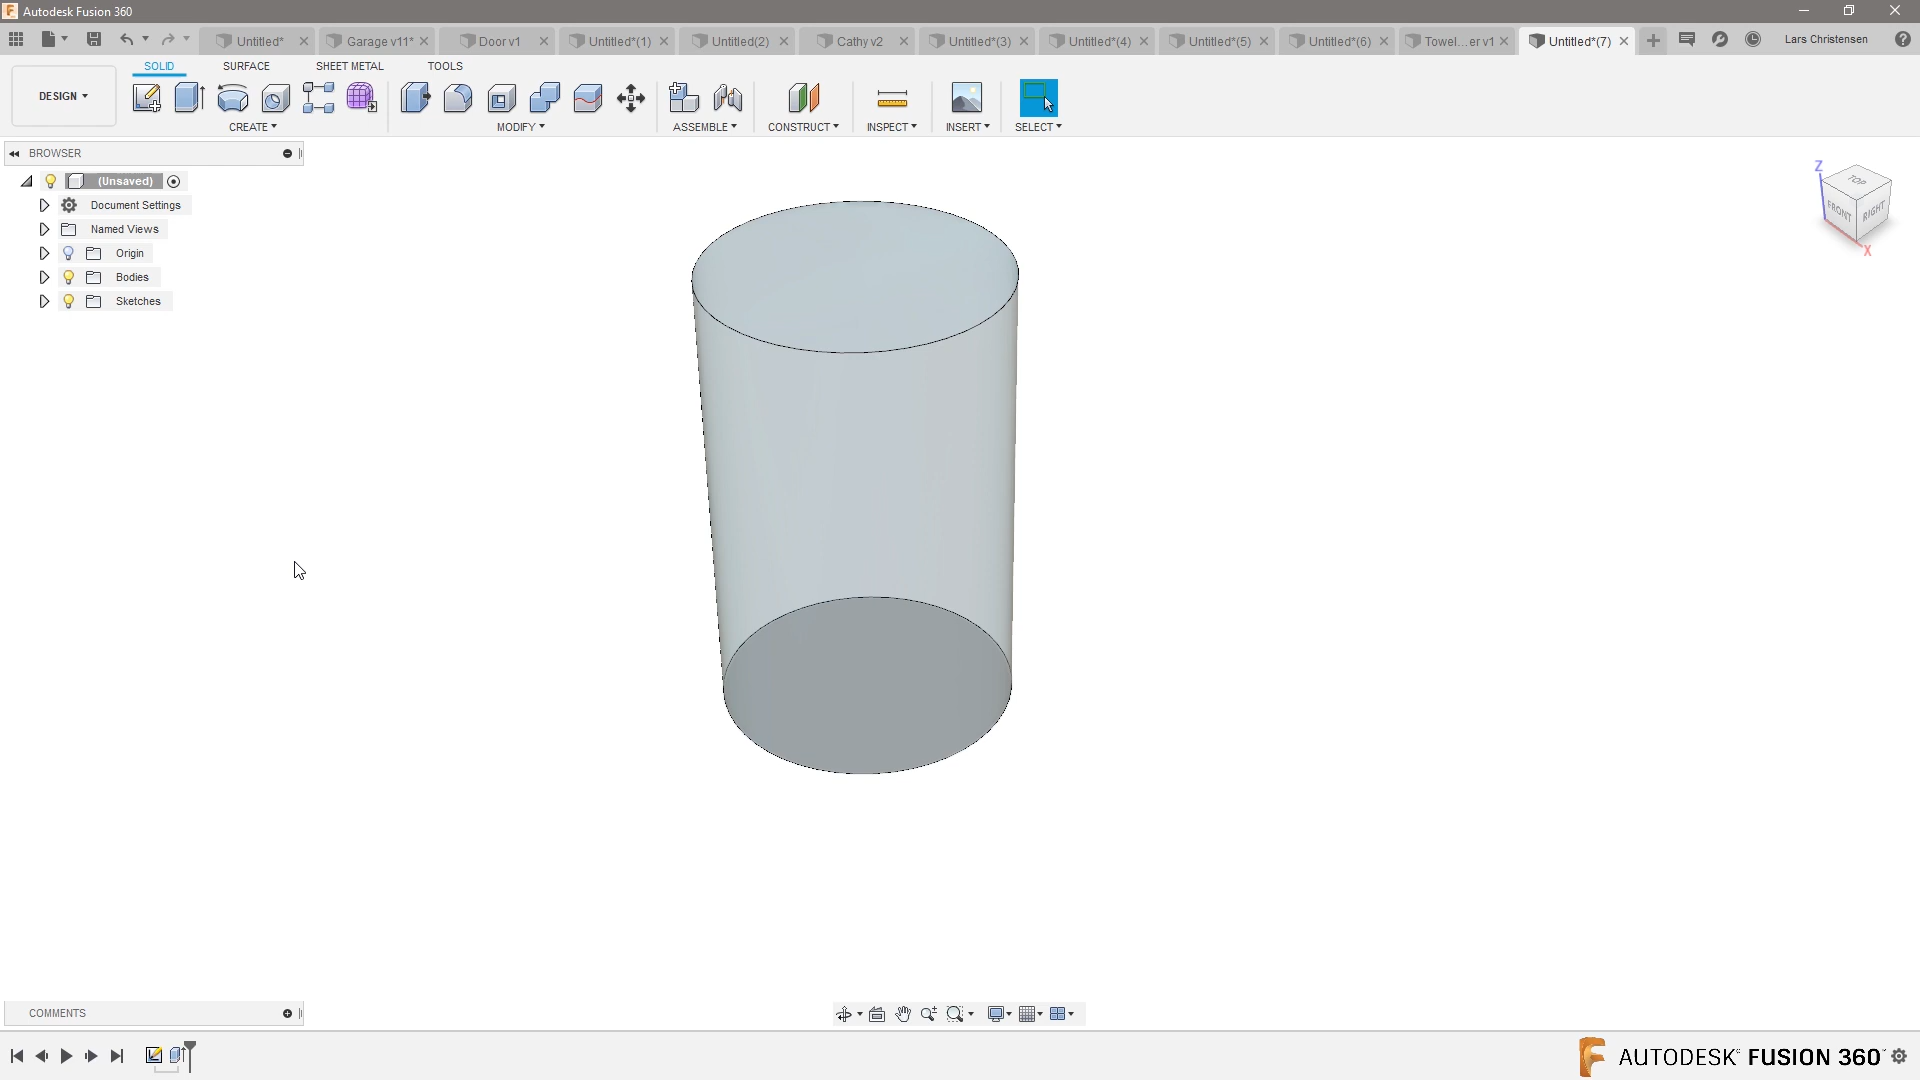 Autodesk Fusion 360
Untitled*
Garage v11*
Door v1
Untitled*(1)
Untitled(2)
Cathy v2
Untitled*(3)
Untitled*(4)
Untitled*(5)
Untitled*(6)
Towel...er v1
Untitled*(7)
Lars Christensen
SOLID
SURFACE
SHEET METAL
TOOLS
DESIGN
CREATE
MODIFY
ASSEMBLE
CONSTRUCT
INSPECT
INSERT
SELECT
BROWSER
(Unsaved)
Document Settings
Named Views
Origin
Bodies
Sketches
Z
TOP
FRONT
RIGHT
X
COMMENTS
AUTODESK® FUSION 360™